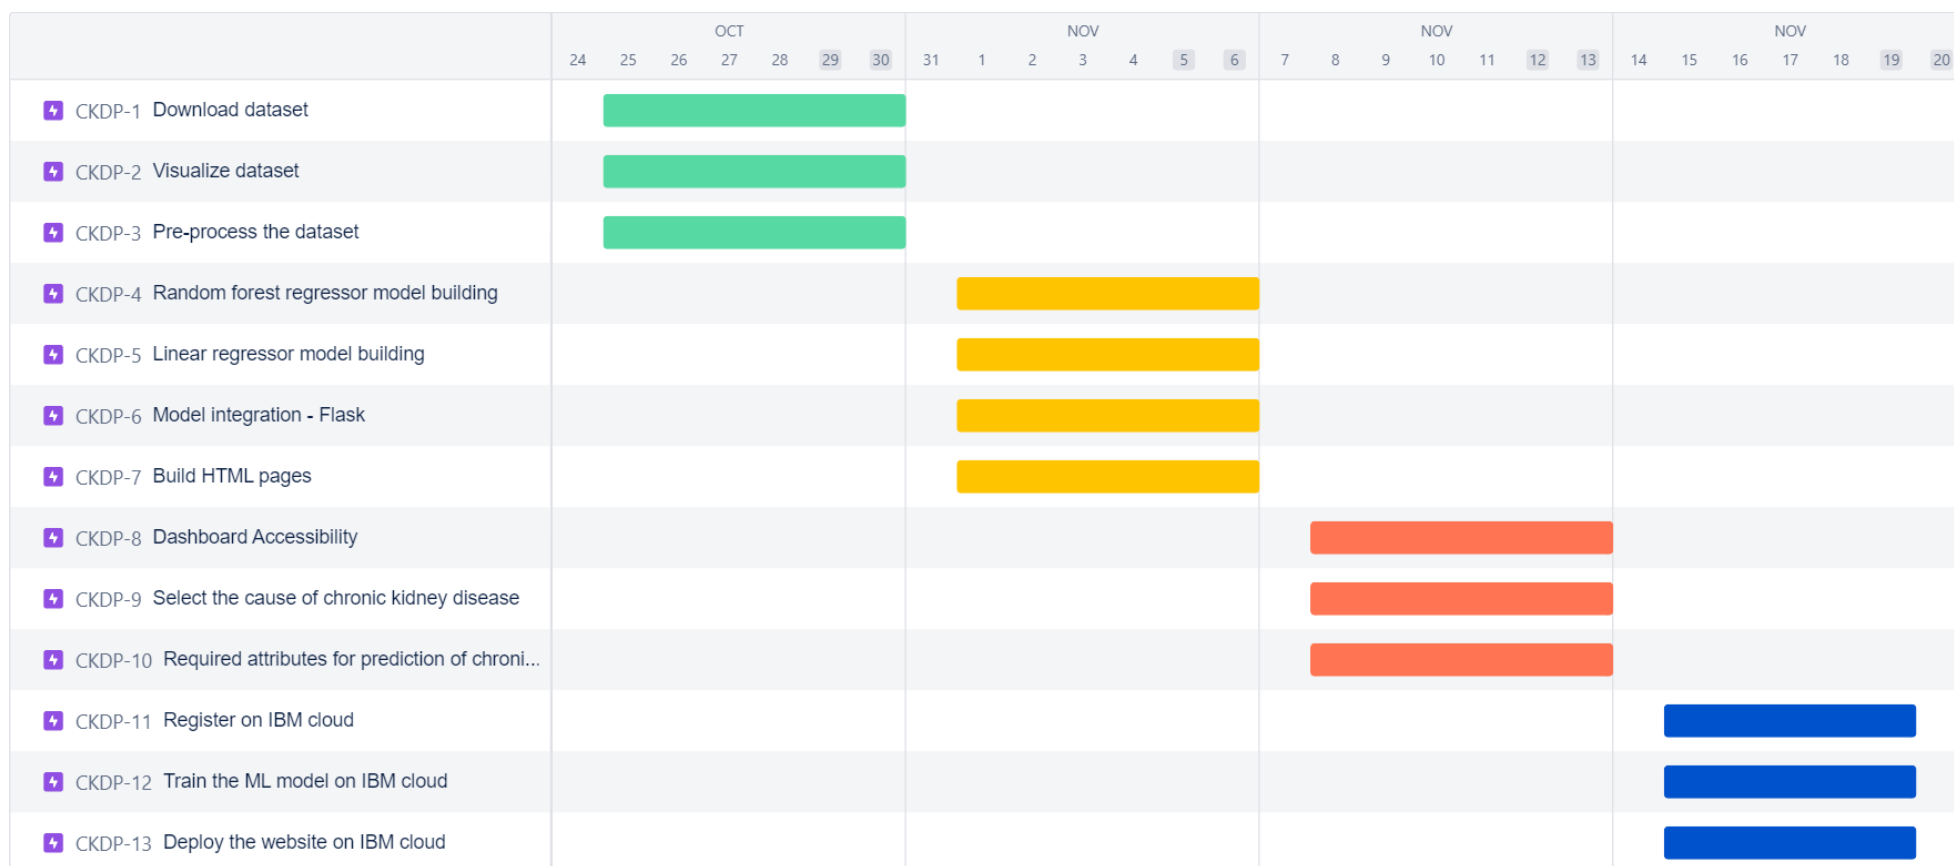 OCT NOV NOV NOV
24 25 26 27 28 29 30 31 1 2 3 4 5 6 7 8 9 10 11 12 13 14 15 16 17 18 19 20
CKDP-1 Download dataset
CKDP-2 Visualize dataset
CKDP-3 Pre-process the dataset
CKDP-4 Random forest regressor model building
CKDP-5 Linear regressor model building
CKDP-6 Model integration - Flask
CKDP-7 Build HTML pages
CKDP-8 Dashboard Accessibility
CKDP-9 Select the cause of chronic kidney disease
CKDP-10 Required attributes for prediction of chroni...
CKDP-11 Register on IBM cloud
CKDP-12 Train the ML model on IBM cloud
CKDP-13 Deploy the website on IBM cloud